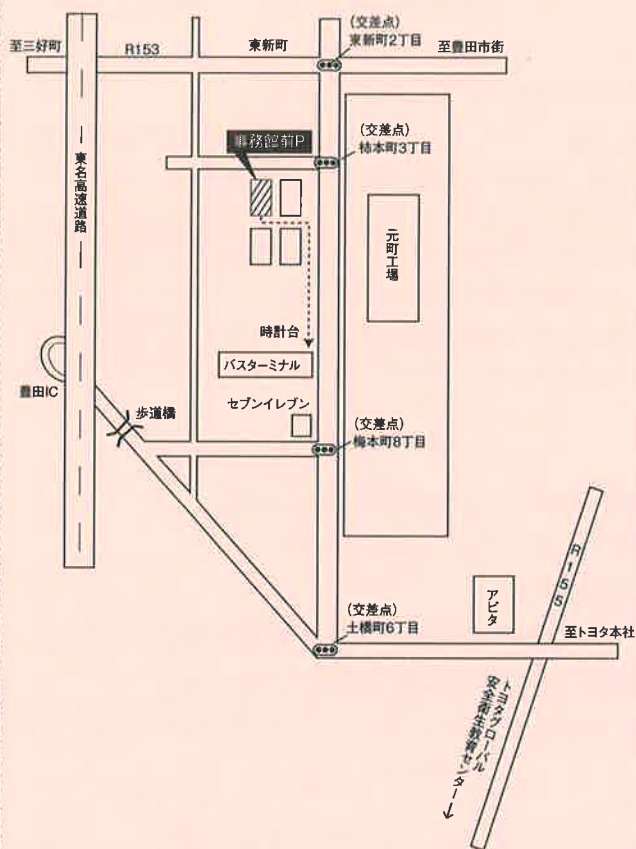 至三好町
R153
東新町
(交差点)
東新町2丁目
至豊田市街
事務館前P
(交差点)
柿本町3丁目
東名高速道路
元町工場
時計台
バスターミナル
豊田IC
歩道橋
セブンイレブン
(交差点)
梅本町8丁目
R155
アピタ
(交差点)
土橋町6丁目
至トヨタ本社
トヨタグローバル
安全衛生教育センター→